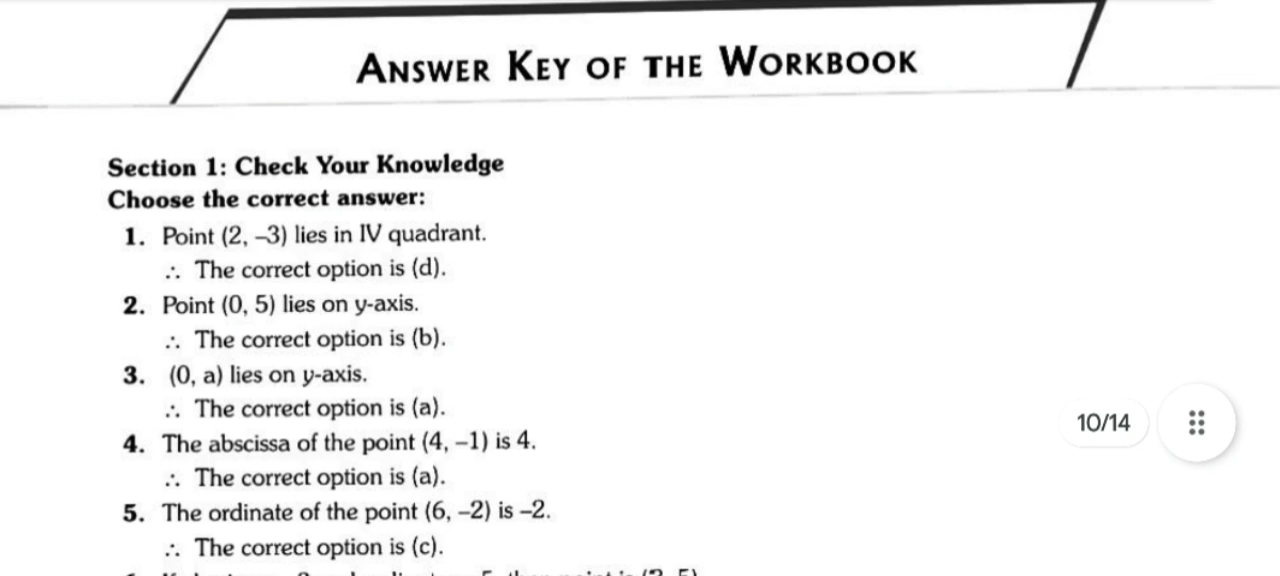 ANSWER KEY OF THE WORKBOOK
Section 1: Check Your Knowledge
Choose the correct answer:
1. Point (2, –3) lies in IV quadrant.
∴ The correct option is (d).
2. Point (0, 5) lies on y-axis.
∴ The correct option is (b).
3. (0, a) lies on y-axis.
∴ The correct option is (a).
4. The abscissa of the point (4, –1) is 4.
∴ The correct option is (a).
10/14
5. The ordinate of the point (6, –2) is –2.
∴ The correct option is (c).